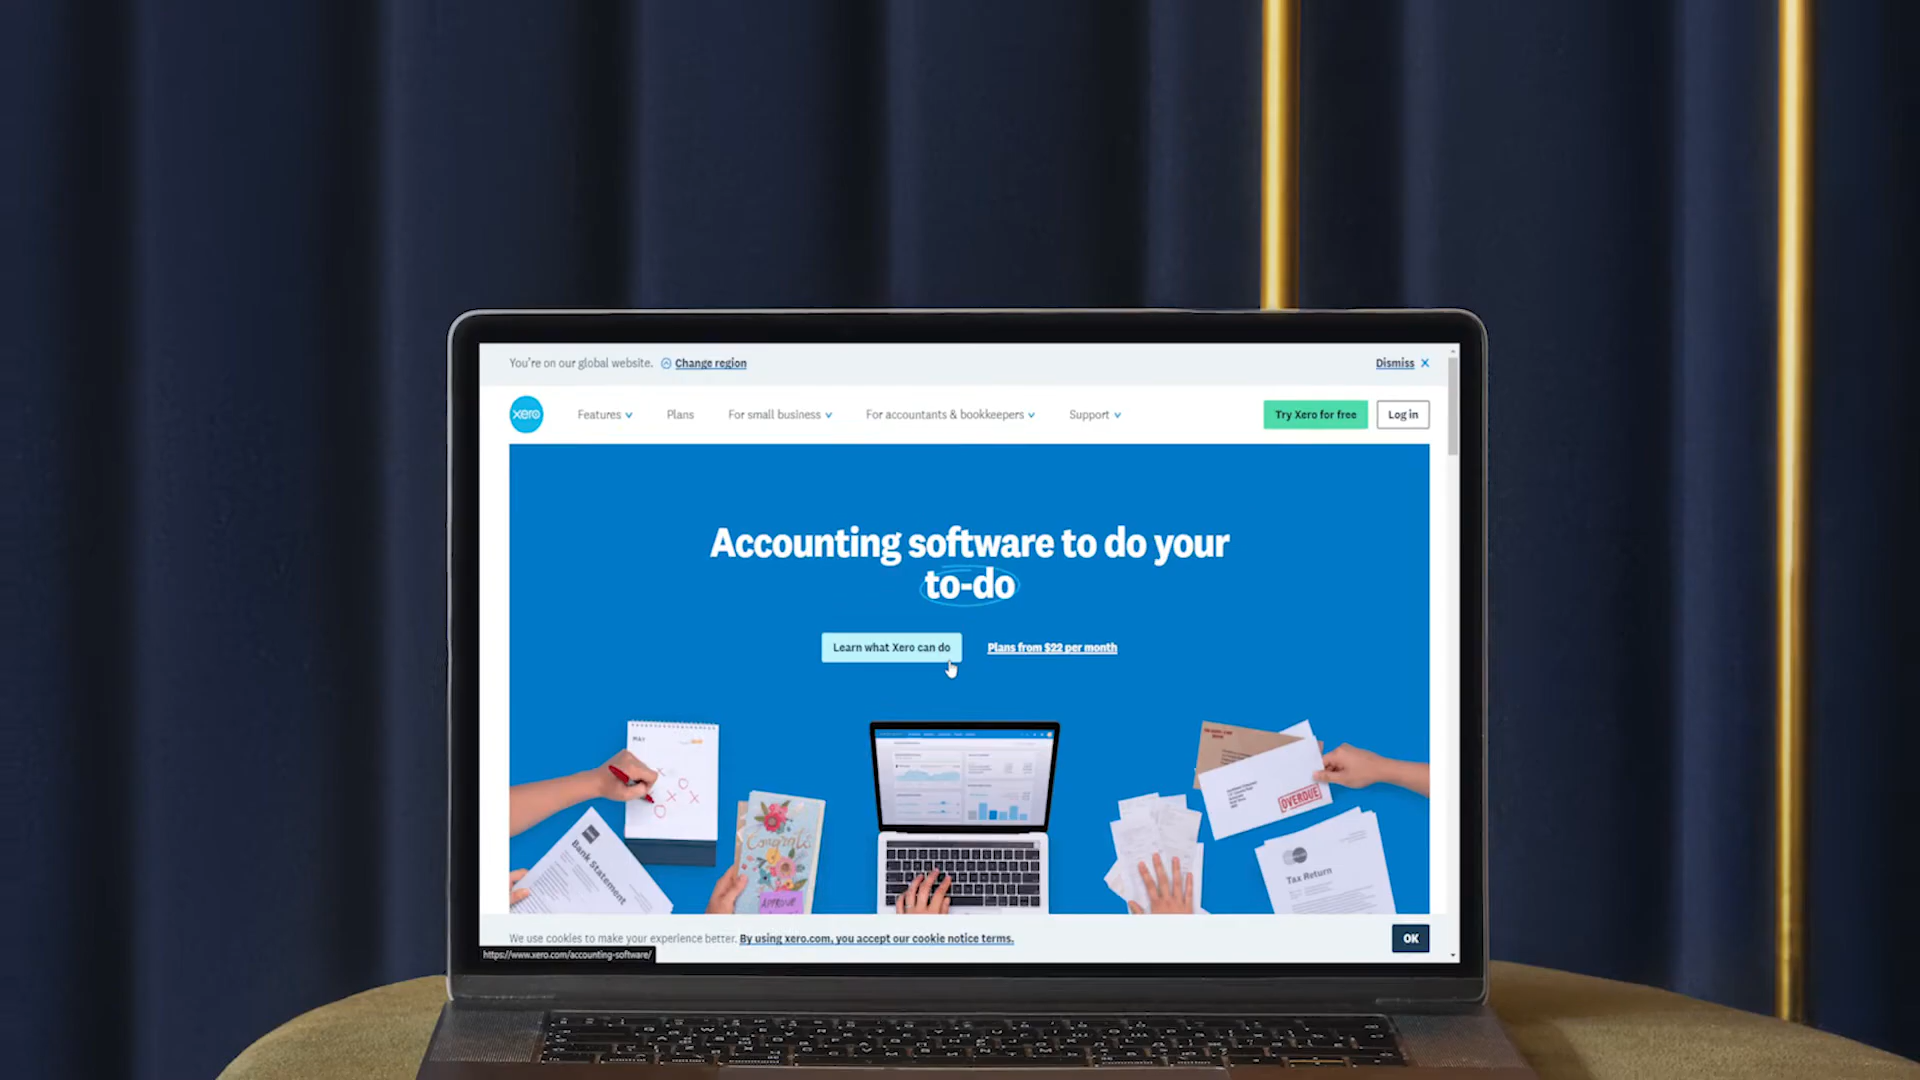 You're on our global website. Change region
Dismiss
xero
Features
Plans
For small business
For accountants & bookkeepers
Support
Try Xero for free
Log in
Accounting software to do your
to-do
Learn what Xero can do
Plans from $22 per month
MAY
OVERDUE
Bank Statement
Congrats
APPROVE
Tax Return
We use cookies to make your experience better. By using xero.com, you accept our cookie notice terms.
OK
https://www.xero.com/accounting-software/